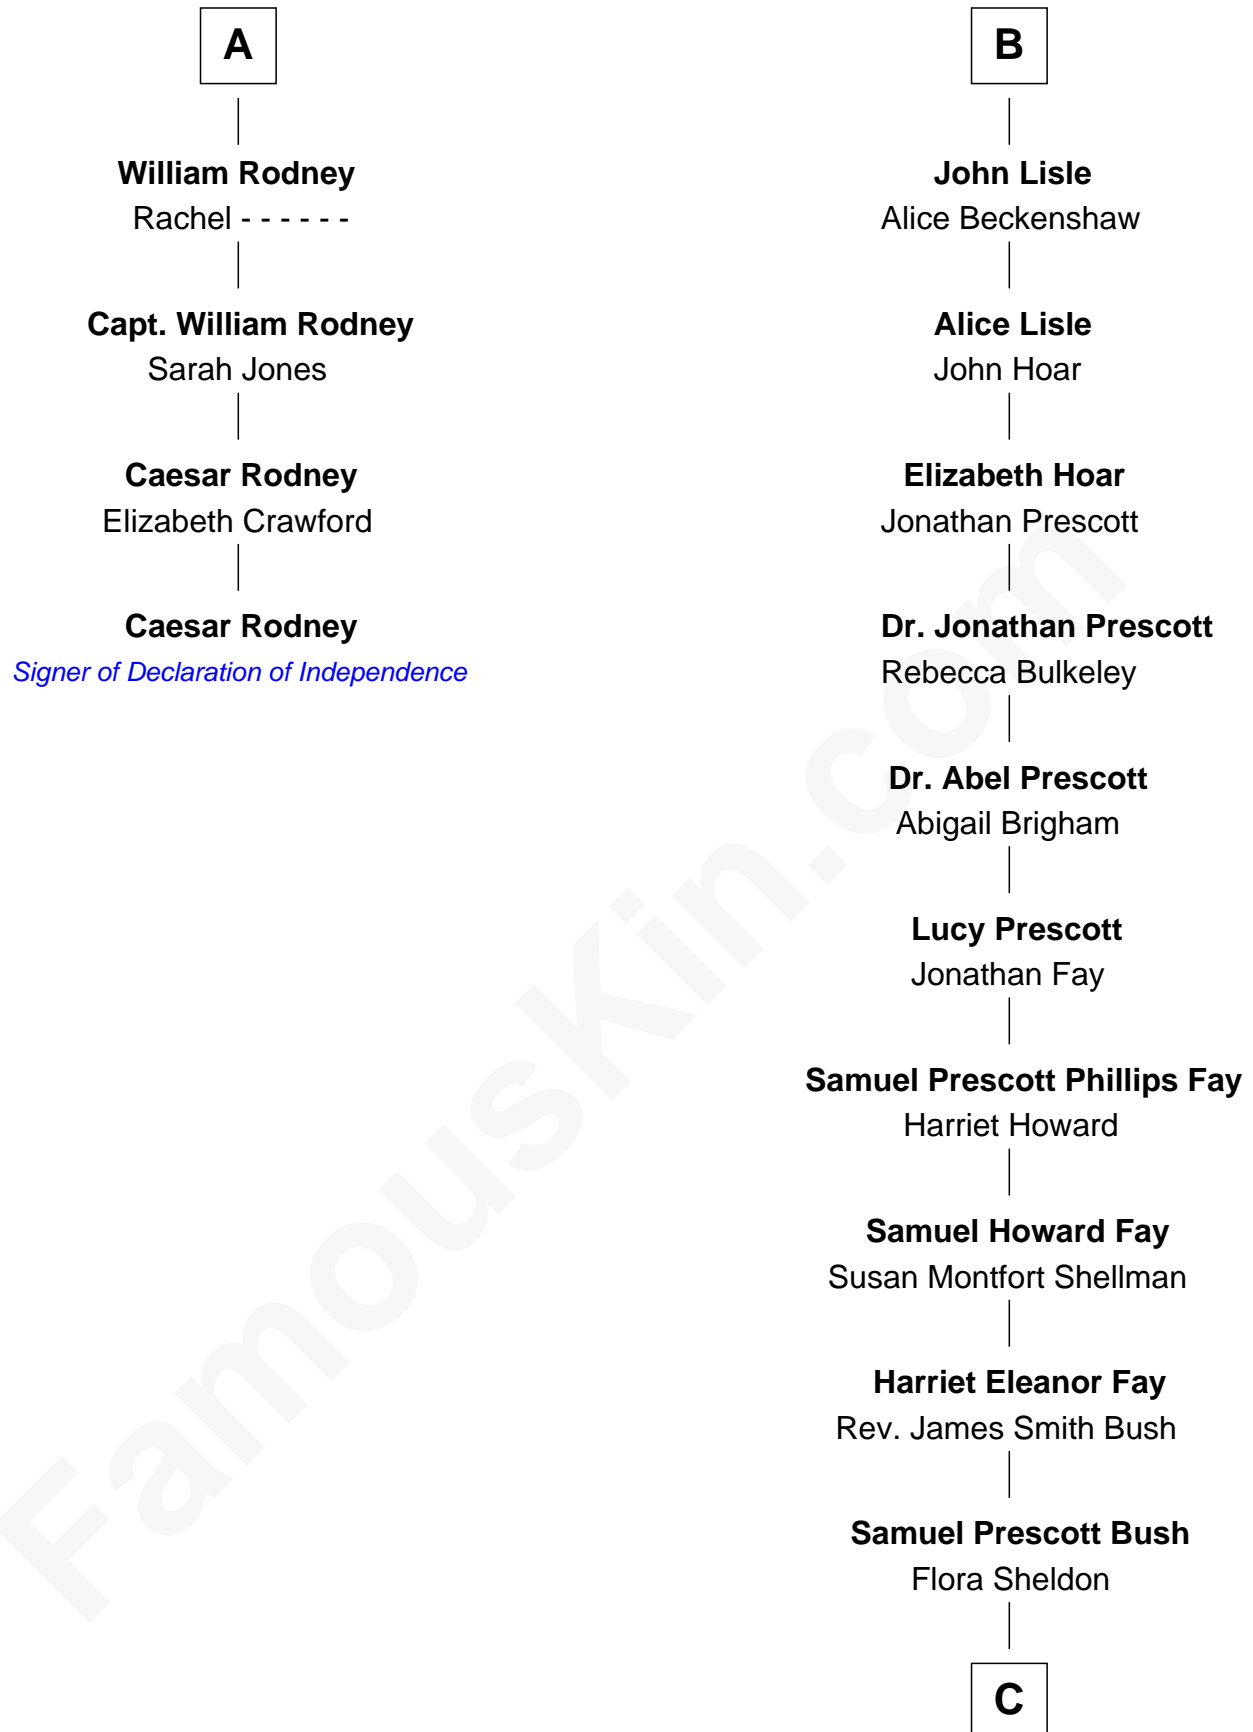 A
William Rodney
Rachel - - - - - -
Capt. William Rodney
Sarah Jones
Caesar Rodney
Elizabeth Crawford
Caesar Rodney
Signer of Declaration of Independence
B
John Lisle
Alice Beckenshaw
Alice Lisle
John Hoar
Elizabeth Hoar
Jonathan Prescott
Dr. Jonathan Prescott
Rebecca Bulkeley
Dr. Abel Prescott
Abigail Brigham
Lucy Prescott
Jonathan Fay
Samuel Prescott Phillips Fay
Harriet Howard
Samuel Howard Fay
Susan Montfort Shellman
Harriet Eleanor Fay
Rev. James Smith Bush
Samuel Prescott Bush
Flora Sheldon
C
FamousKin.com